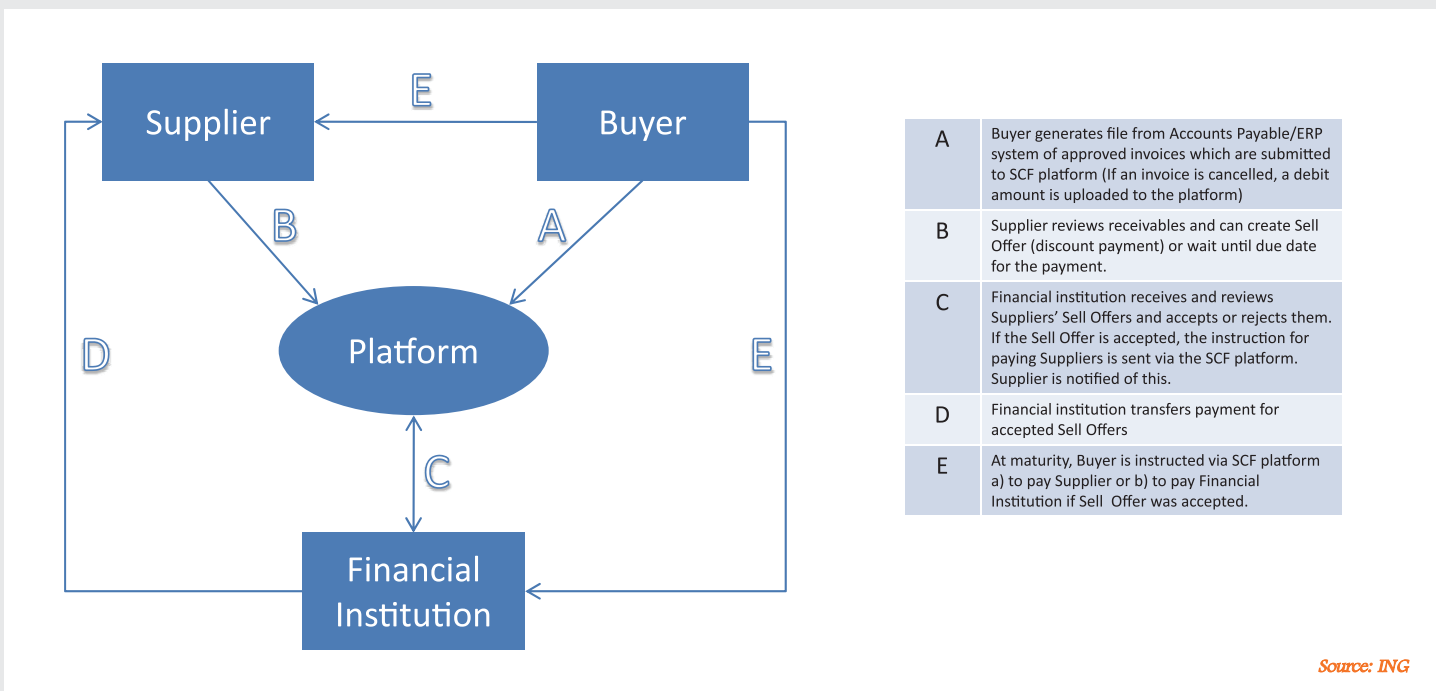 Supplier
E
Buyer
B
A
D
Platform
E
C
Financial
Institution
A
Buyer generates file from Accounts Payable/ERP
system of approved invoices which are submitted
to SCF platform (If an invoice is cancelled, a debit
amount is uploaded to the platform)
B
Supplier reviews receivables and can create Sell
Offer (discount payment) or wait until due date
for the payment.
C
Financial institution receives and reviews
Suppliers’ Sell Offers and accepts or rejects them.
If the Sell Offer is accepted, the instruction for
paying Suppliers is sent via the SCF platform.
Supplier is notified of this.
D
Financial institution transfers payment for
accepted Sell Offers
E
At maturity, Buyer is instructed via SCF platform
a) to pay Supplier or b) to pay Financial
Institution if Sell Offer was accepted.
Source: ING